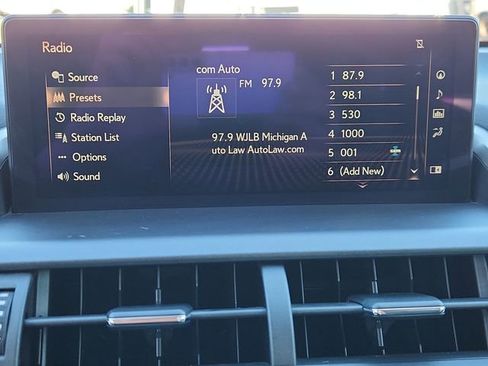 Radio
Source
Presets
Radio Replay
Station List
Options
Sound
com Auto
FM 97.9
97.9 WJLB Michigan A
uto Law AutoLaw.com
1 87.9
2 98.1
3 530
4 1000
5 001
6 (Add New)